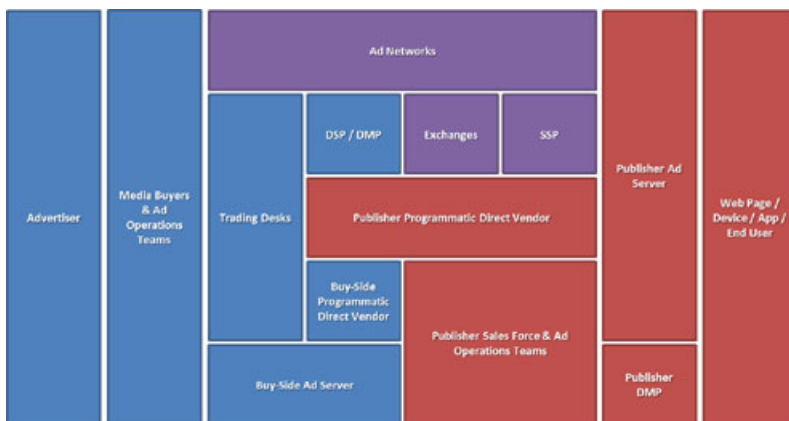 Ad Networks
DSP / DMP
Exchanges
SSP
Publisher Ad
Server
Advertiser
Media Buyers
& Ad
Operations
Teams
Trading Desks
Publisher Programmatic Direct Vendor
Web Page /
Device / App /
End User
Buy-Side
Programmatic
Direct Vendor
Publisher Sales Force & Ad
Operations Teams
Buy-Side Ad Server
Publisher
DMP